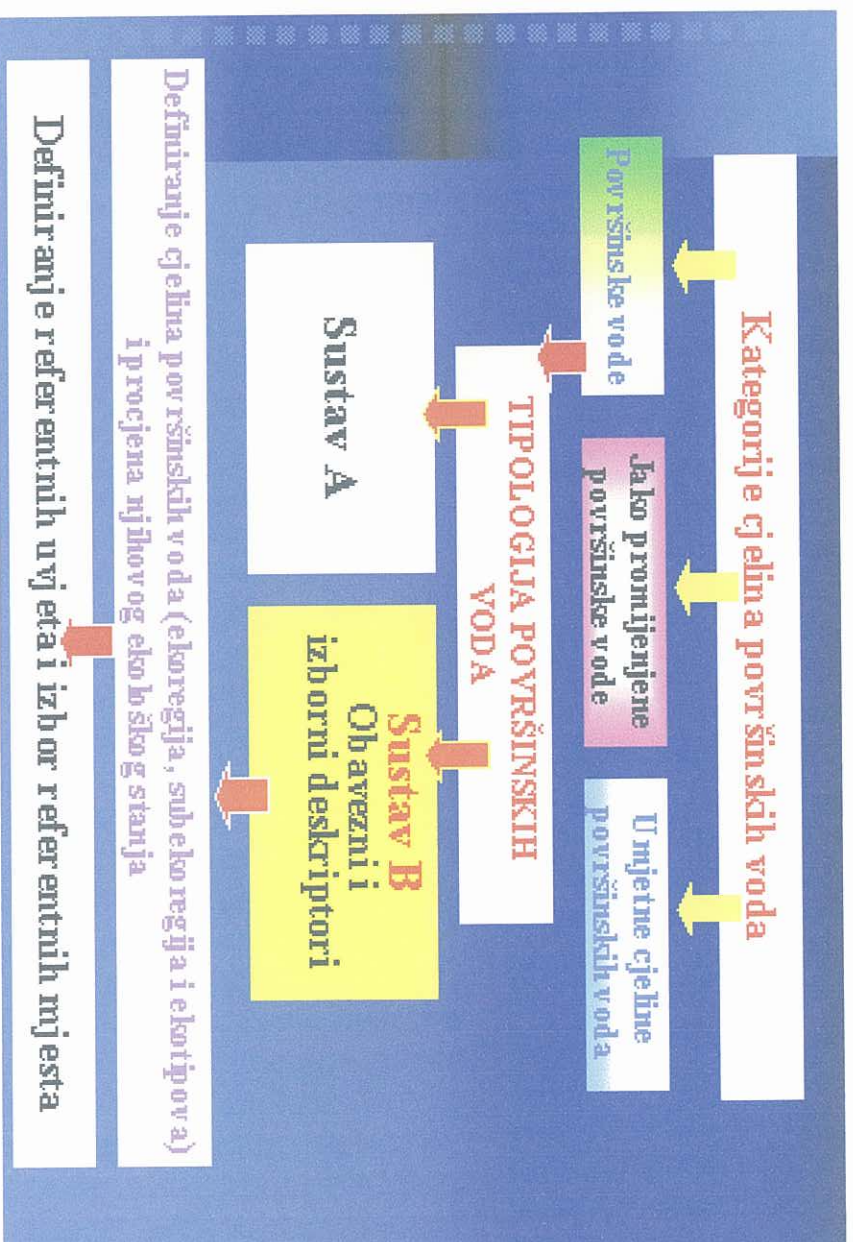 Kategorije cjelina površinskih voda
Površinske vode
Jako promijenjene
površinske vode
Umjetne cjeline
površinskih voda
TIPOLOGIJA POVRŠINSKIH
VODA
Sustav A
Sustav B
Obavezni i
izborni deskriptori
Definiranje cjelina površinskih voda (ekoregija, subekoregija i ekotipova)
i procjena njihovog ekološkog stanja
Definiranje referentnih uvjeta i izbor referentnih mjesta